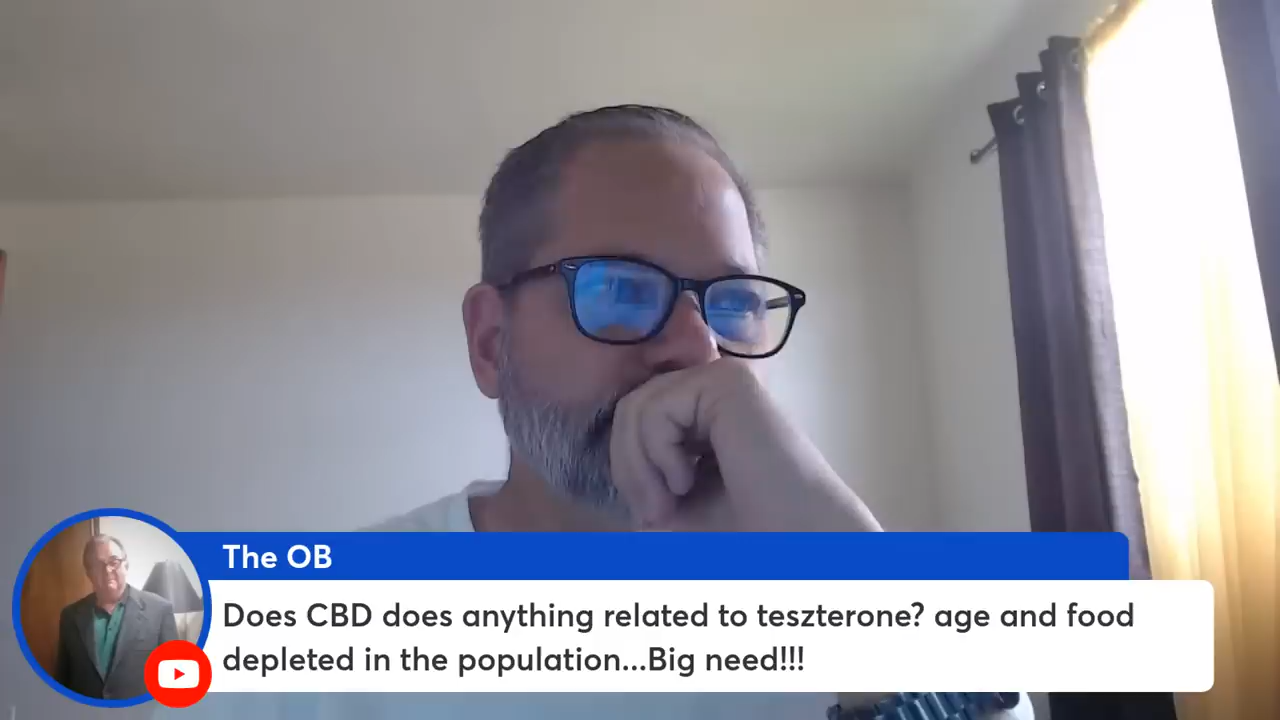 The OB
Does CBD does anything related to teszterone? age and food
depleted in the population...Big need!!!